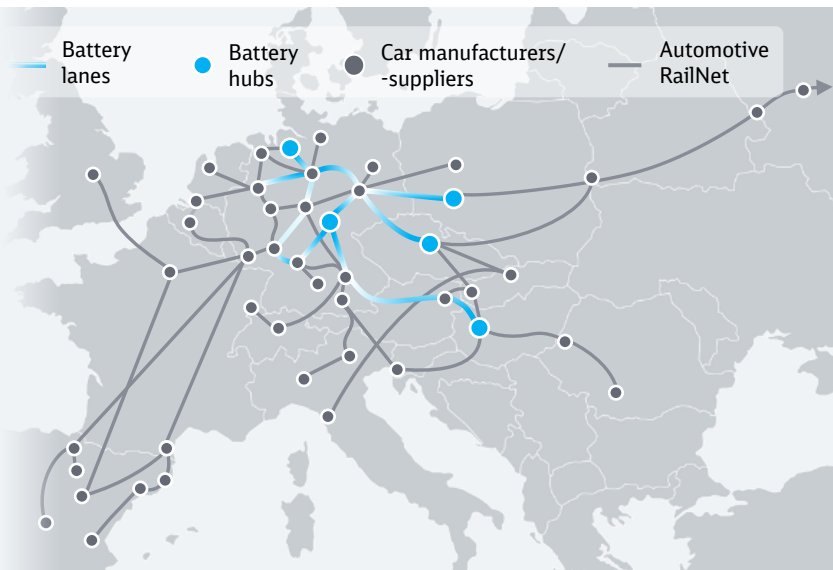 Battery
lanes
Battery
hubs
Car manufacturers/
-suppliers
Automotive
RailNet